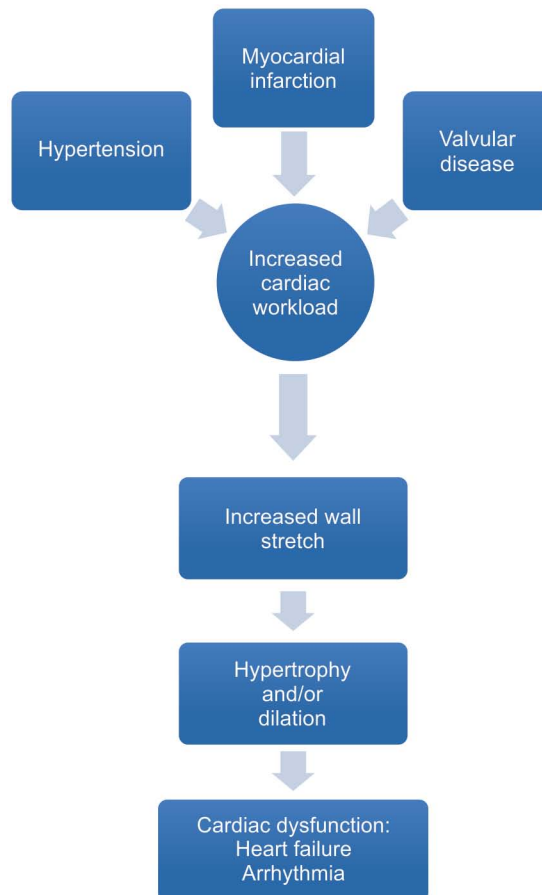 Myocardial
infarction
Hypertension
Valvular
disease
Increased
cardiac
workload
Increased wall
stretch
Hypertrophy
and/or
dilation
Cardiac dysfunction:
Heart failure
Arrhythmia